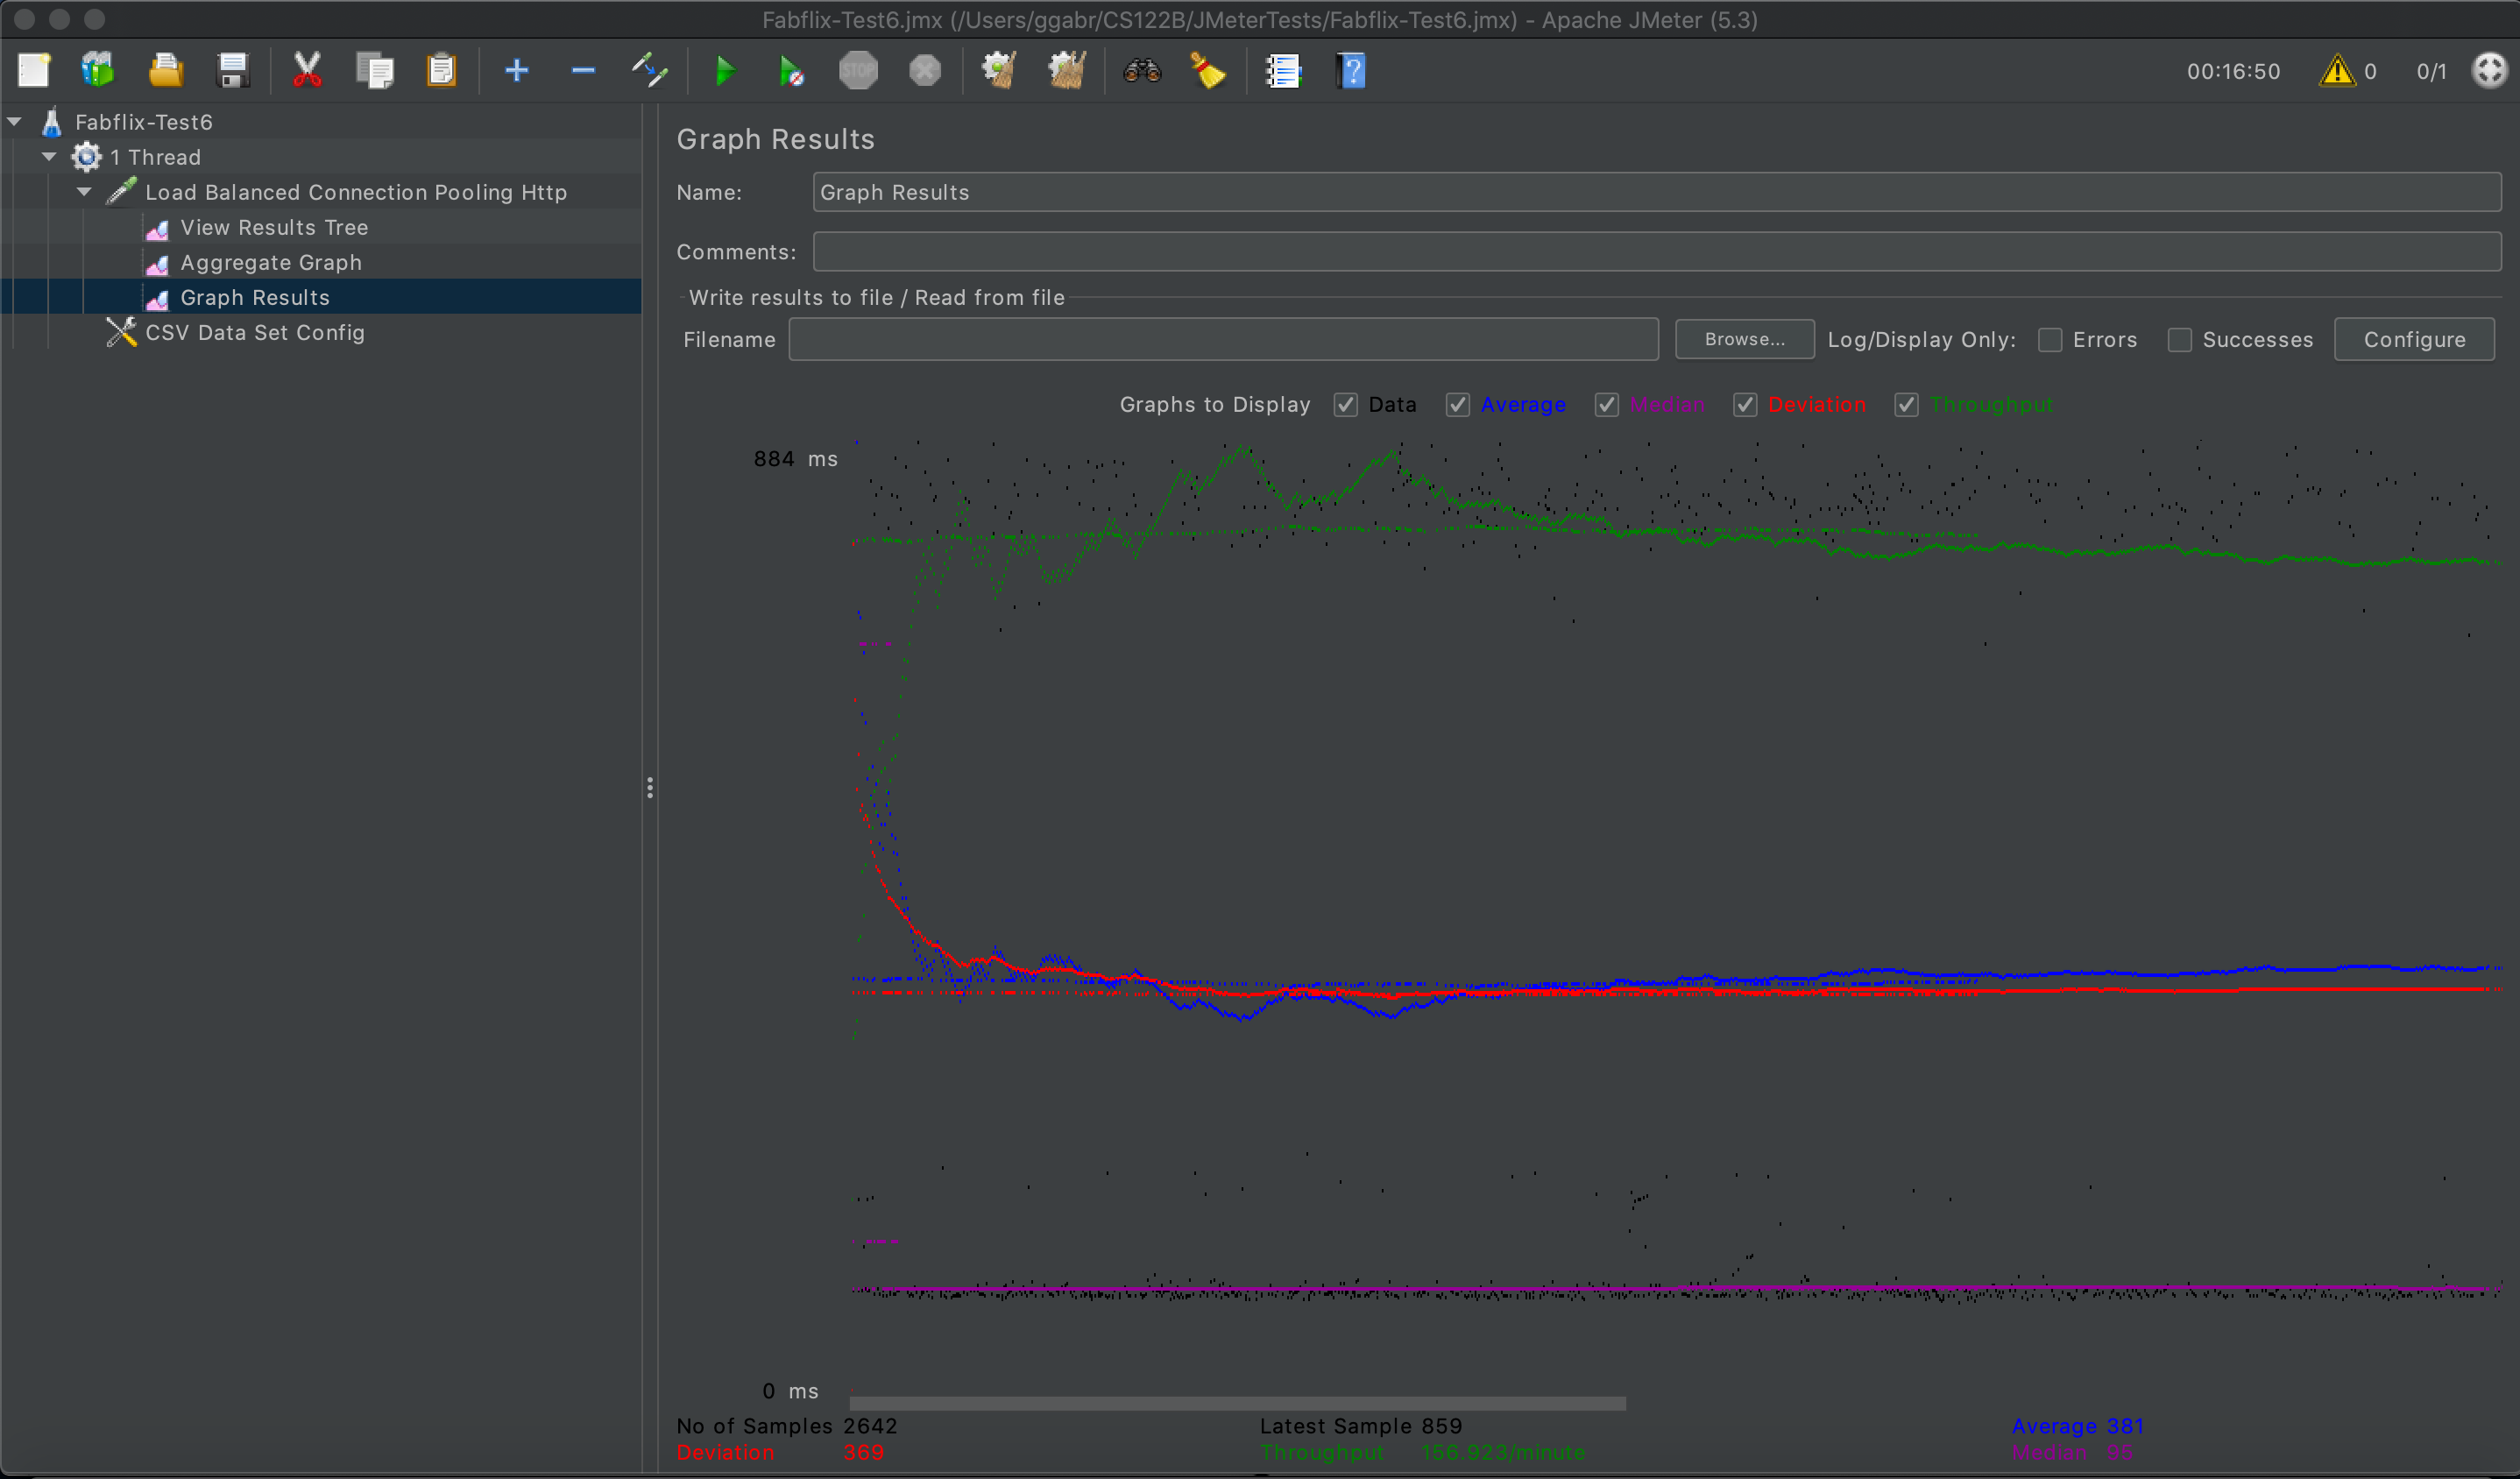 Fabflix-Test6.jmx (/Users/ggabr/CS122B/JMeterTests/Fabflix-Test6.jmx) - Apache JMeter (5.3)
STOP
00:16:50 0 0/1
Fabflix-Test6
1 Thread
Load Balanced Connection Pooling Http
View Results Tree
Aggregate Graph
Graph Results
CSV Data Set Config
Graph Results
Name: Graph Results
Comments:
Write results to file / Read from file
Filename Browse... Log/Display Only: Errors Successes Configure
Graphs to Display Data Average Median Deviation Throughput
884 ms
0 ms
No of Samples 2642 Latest Sample 859 Average 381
Deviation 369 Throughput 156.923/minute Median 95